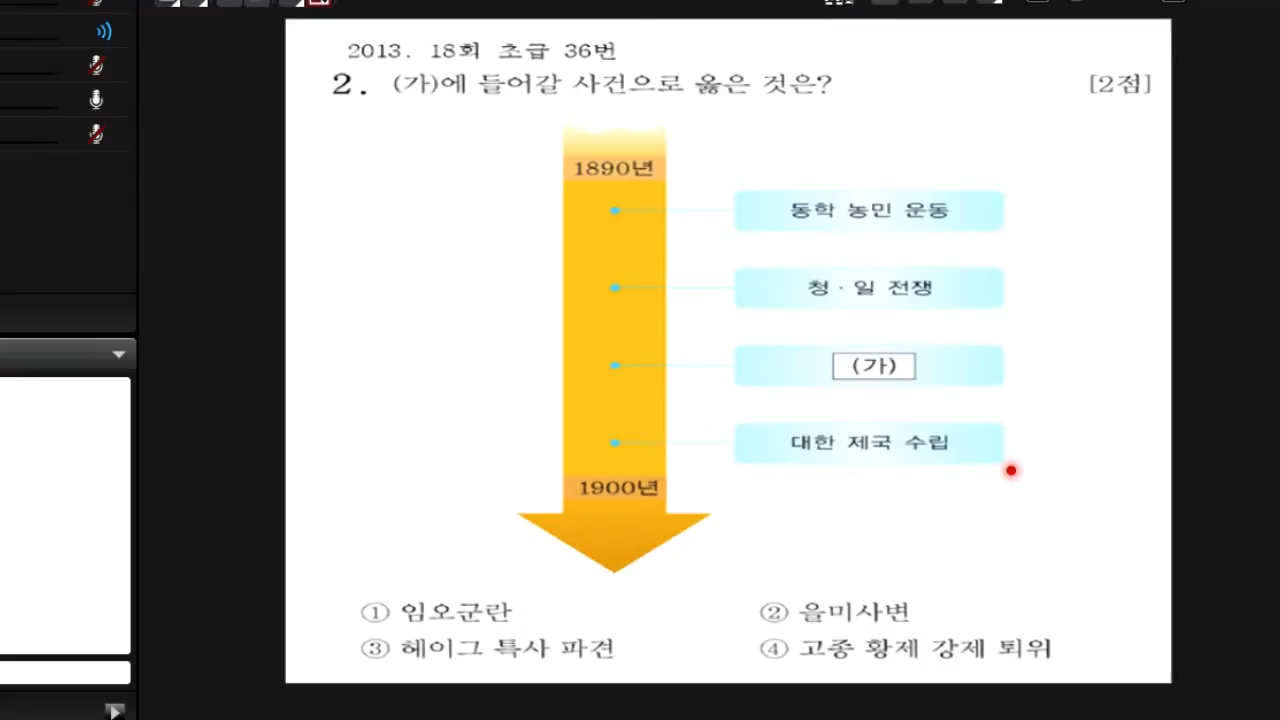 2013. 18회 초급 36번
2. (가)에 들어갈 사건으로 옳은 것은? [2점]
1890년
동학 농민 운동
청·일 전쟁
(가)
대한 제국 수립
1900년
① 임오군란 ② 을미사변
③ 헤이그 특사 파견 ④ 고종 황제 강제 퇴위